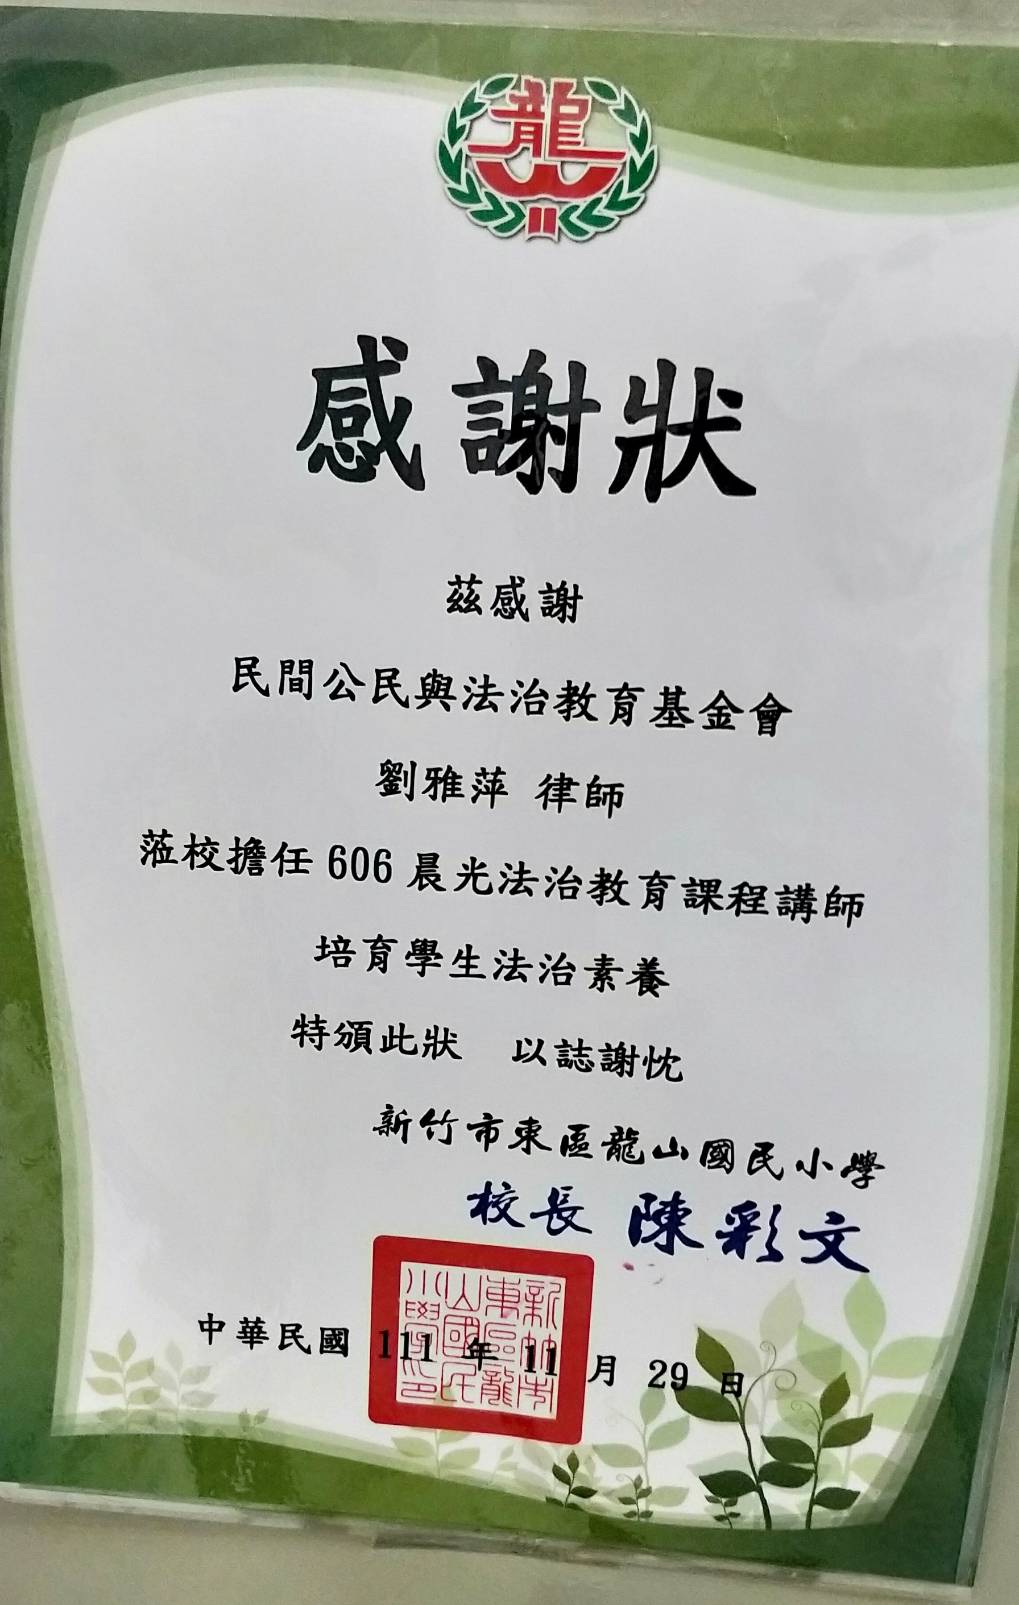 龍山
感謝狀
茲感謝
民間公民與法治教育基金會
劉雅萍 律師
蒞校擔任 606 晨光法治教育課程講師
培育學生法治素養
特頒此狀 以誌謝忱
新竹市東區龍山國民小學
校長 陳彩文
中華民國 111 年 11 月 29 日
新竹市東區龍山國民小學印